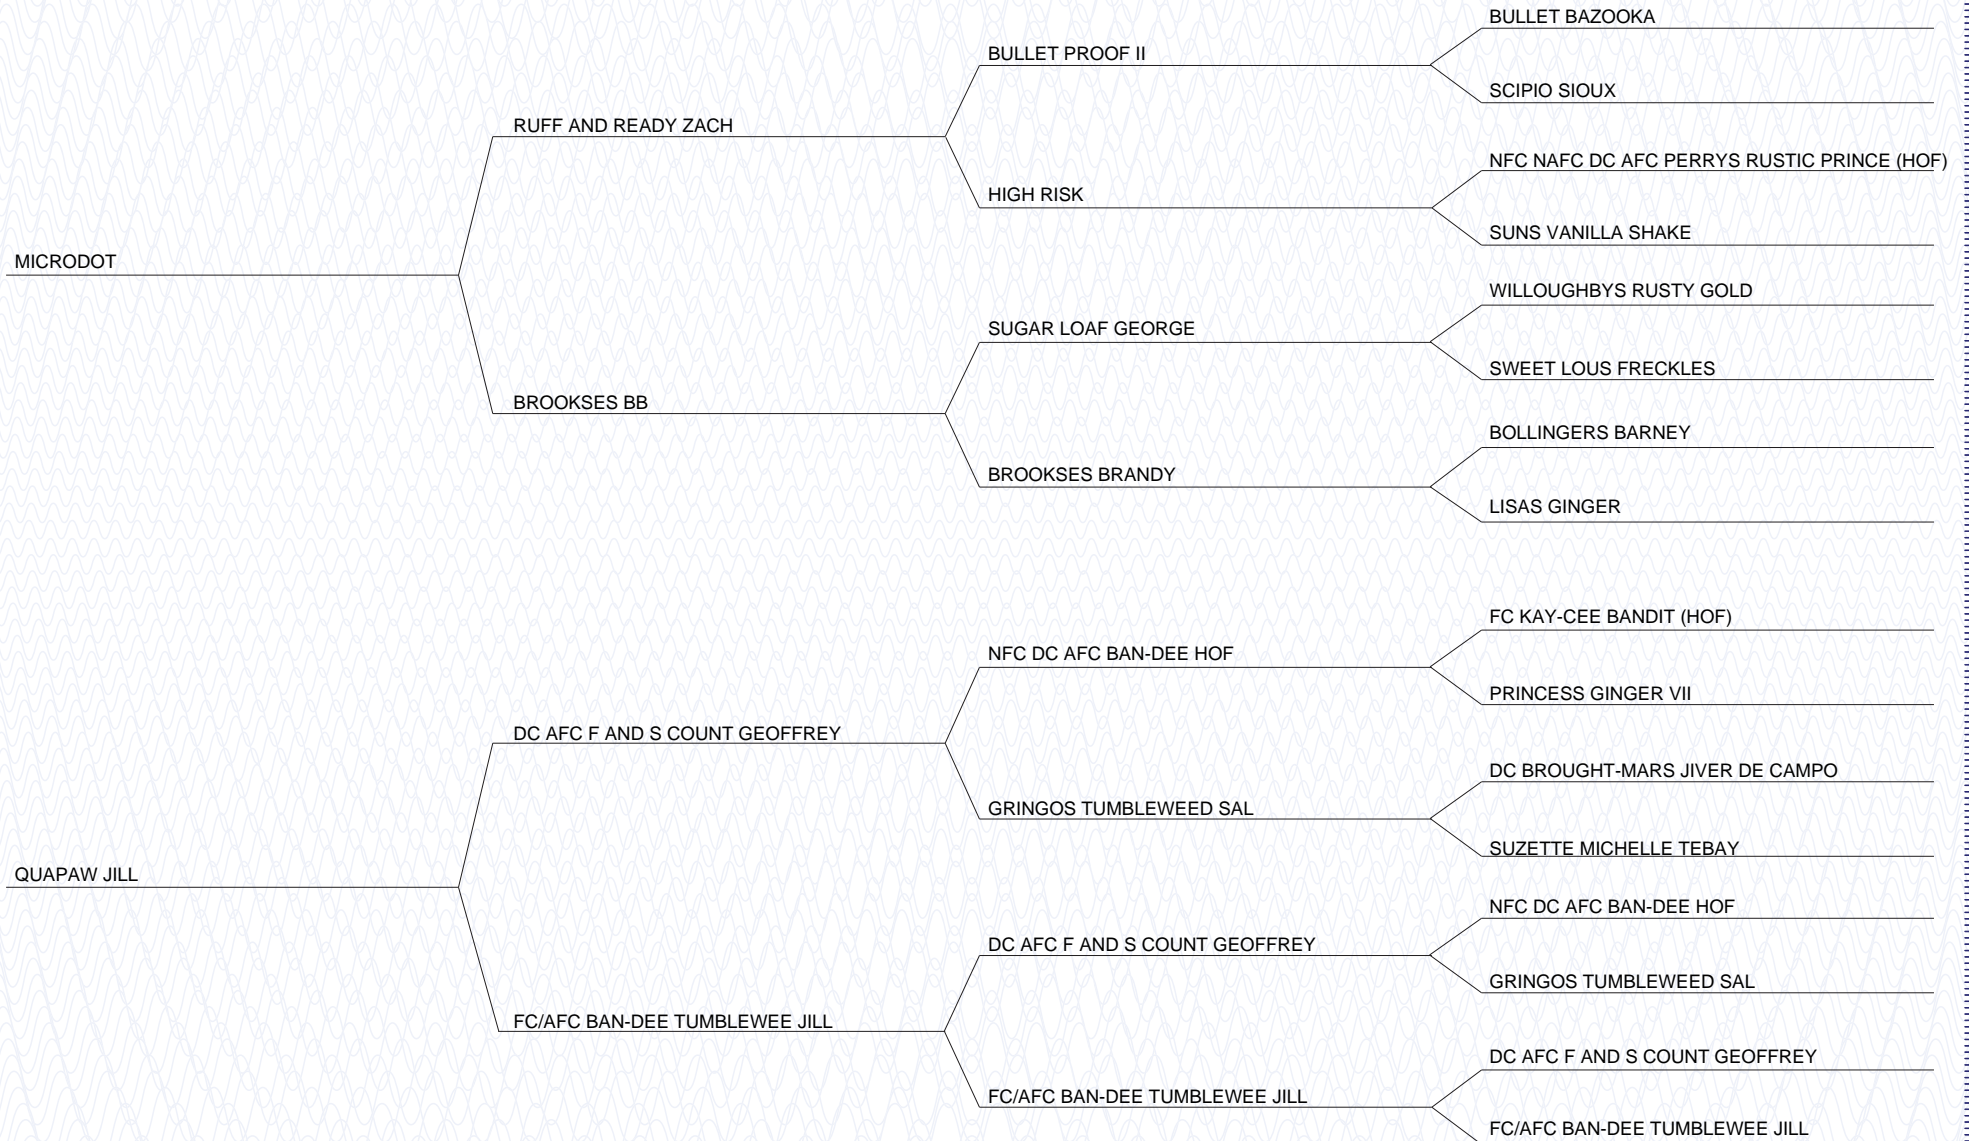 BULLET BAZOOKA
BULLET PROOF II
SCIPIO SIOUX
RUFF AND READY ZACH
NFC NAFC DC AFC PERRYS RUSTIC PRINCE (HOF)
HIGH RISK
SUNS VANILLA SHAKE
MICRODOT
WILLOUGHBYS RUSTY GOLD
SUGAR LOAF GEORGE
SWEET LOUS FRECKLES
BROOKSES BB
BOLLINGERS BARNEY
BROOKSES BRANDY
LISAS GINGER
FC KAY-CEE BANDIT (HOF)
NFC DC AFC BAN-DEE HOF
PRINCESS GINGER VII
DC AFC F AND S COUNT GEOFFREY
DC BROUGHT-MARS JIVER DE CAMPO
GRINGOS TUMBLEWEED SAL
SUZETTE MICHELLE TEBAY
QUAPAW JILL
NFC DC AFC BAN-DEE HOF
DC AFC F AND S COUNT GEOFFREY
GRINGOS TUMBLEWEED SAL
FC/AFC BAN-DEE TUMBLEWEE JILL
DC AFC F AND S COUNT GEOFFREY
FC/AFC BAN-DEE TUMBLEWEE JILL
FC/AFC BAN-DEE TUMBLEWEE JILL